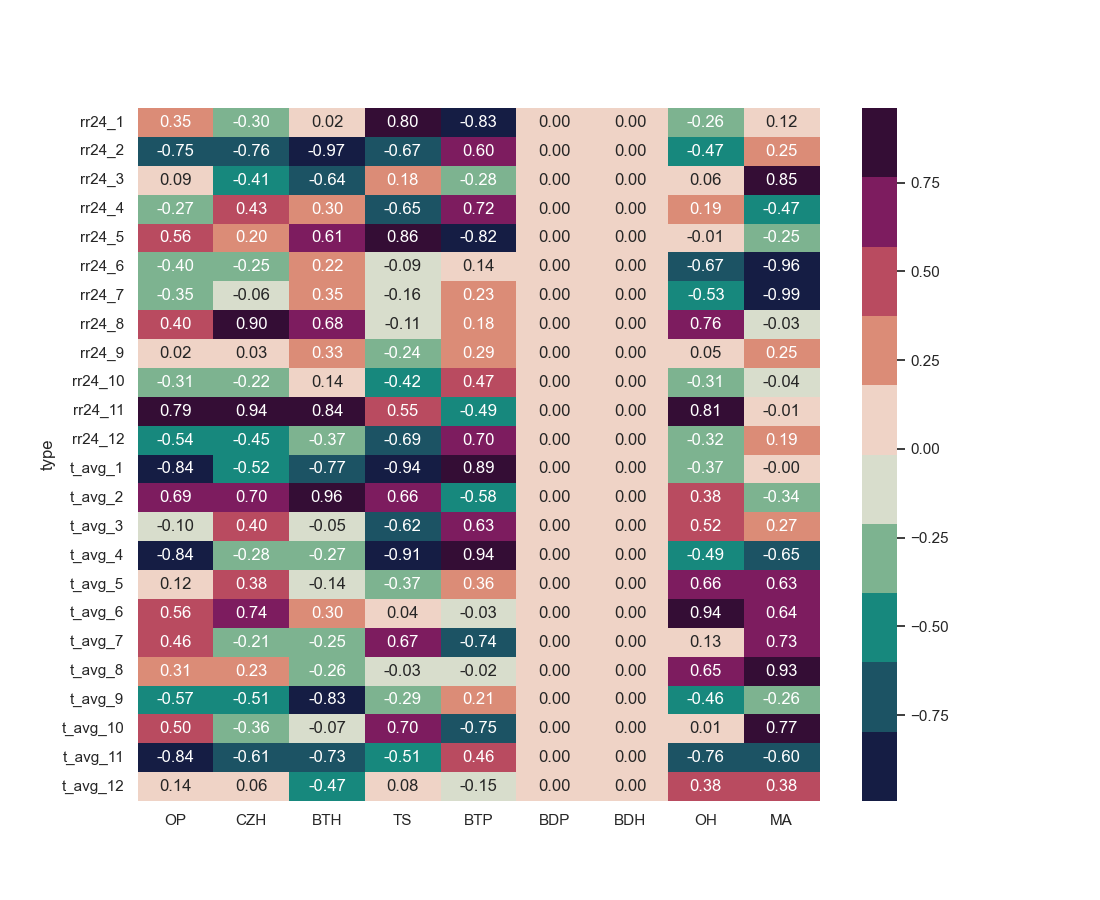 rr24_1 0.35 -0.30 0.02 0.80 -0.83 0.00 0.00 -0.26 0.12
rr24_2 -0.75 -0.76 -0.97 -0.67 0.60 0.00 0.00 -0.47 0.25
rr24_3 0.09 -0.41 -0.64 0.18 -0.28 0.00 0.00 0.06 0.85
rr24_4 -0.27 0.43 0.30 -0.65 0.72 0.00 0.00 0.19 -0.47
rr24_5 0.56 0.20 0.61 0.86 -0.82 0.00 0.00 -0.01 -0.25
rr24_6 -0.40 -0.25 0.22 -0.09 0.14 0.00 0.00 -0.67 -0.96
rr24_7 -0.35 -0.06 0.35 -0.16 0.23 0.00 0.00 -0.53 -0.99
rr24_8 0.40 0.90 0.68 -0.11 0.18 0.00 0.00 0.76 -0.03
rr24_9 0.02 0.03 0.33 -0.24 0.29 0.00 0.00 0.05 0.25
rr24_10 -0.31 -0.22 0.14 -0.42 0.47 0.00 0.00 -0.31 -0.04
rr24_11 0.79 0.94 0.84 0.55 -0.49 0.00 0.00 0.81 -0.01
rr24_12 -0.54 -0.45 -0.37 -0.69 0.70 0.00 0.00 -0.32 0.19
t_avg_1 -0.84 -0.52 -0.77 -0.94 0.89 0.00 0.00 -0.37 -0.00
t_avg_2 0.69 0.70 0.96 0.66 -0.58 0.00 0.00 0.38 -0.34
t_avg_3 -0.10 0.40 -0.05 -0.62 0.63 0.00 0.00 0.52 0.27
t_avg_4 -0.84 -0.28 -0.27 -0.91 0.94 0.00 0.00 -0.49 -0.65
t_avg_5 0.12 0.38 -0.14 -0.37 0.36 0.00 0.00 0.66 0.63
t_avg_6 0.56 0.74 0.30 0.04 -0.03 0.00 0.00 0.94 0.64
t_avg_7 0.46 -0.21 -0.25 0.67 -0.74 0.00 0.00 0.13 0.73
t_avg_8 0.31 0.23 -0.26 -0.03 -0.02 0.00 0.00 0.65 0.93
t_avg_9 -0.57 -0.51 -0.83 -0.29 0.21 0.00 0.00 -0.46 -0.26
t_avg_10 0.50 -0.36 -0.07 0.70 -0.75 0.00 0.00 0.01 0.77
t_avg_11 -0.84 -0.61 -0.73 -0.51 0.46 0.00 0.00 -0.76 -0.60
t_avg_12 0.14 0.06 -0.47 0.08 -0.15 0.00 0.00 0.38 0.38
OP CZH BTH TS BTP BDP BDH OH MA
type
0.75
0.50
0.25
0.00
−0.25
−0.50
−0.75